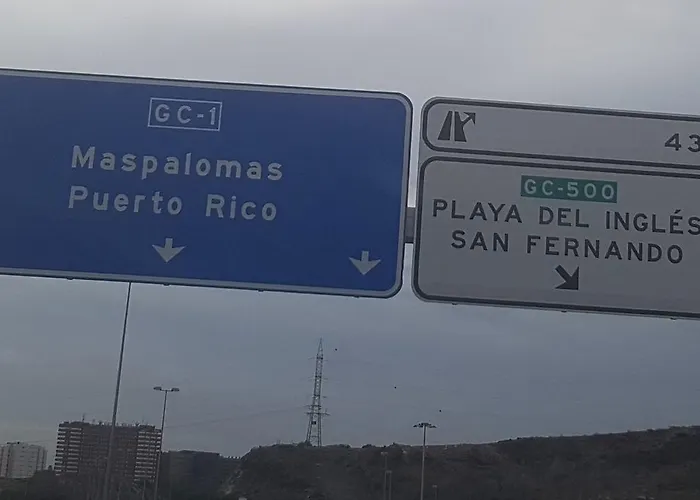 GC-1
Maspalomas
Puerto Rico
43
GC-500
PLAYA DEL INGLÉS
SAN FERNANDO